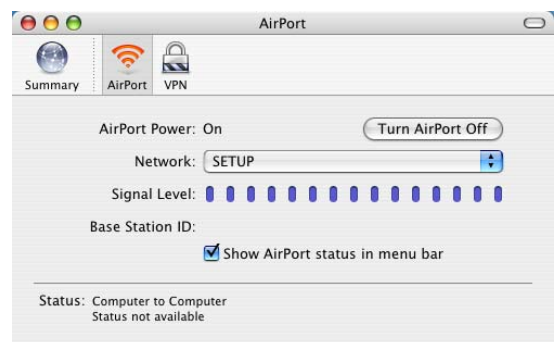 AirPort
Summary AirPort VPN
AirPort Power: On Turn AirPort Off
Network: SETUP
Signal Level:
Base Station ID:
Show AirPort status in menu bar
Status: Computer to Computer
Status not available